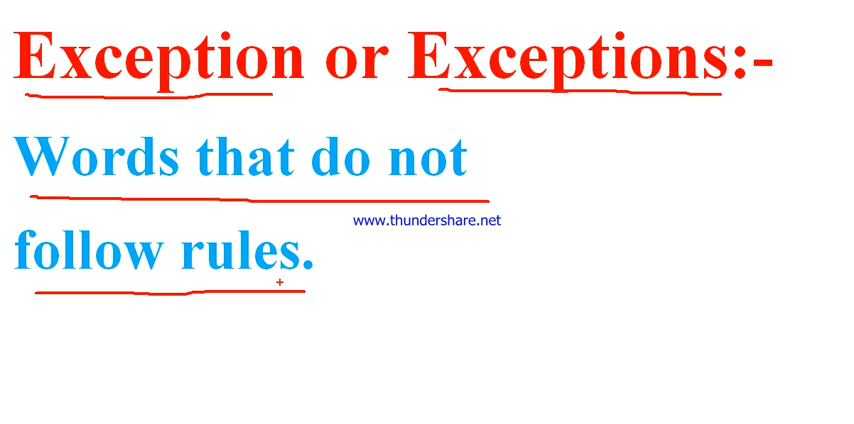 Exception or Exceptions:-
Words that do not
www.thundershare.net
follow rules.